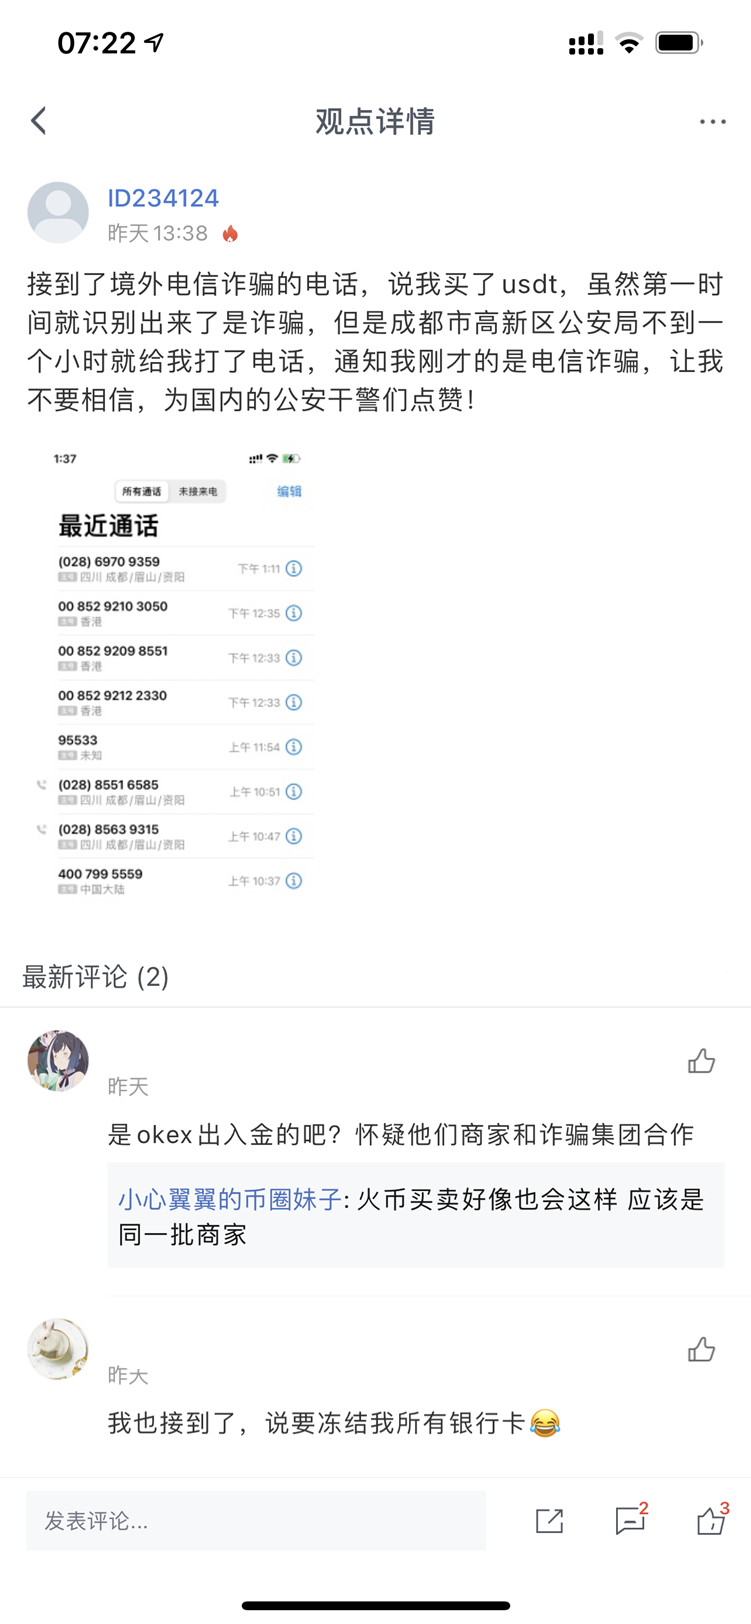 07:22
观点详情
ID234124
昨天 13:38
接到了境外电信诈骗的电话，说我买了usdt，虽然第一时
间就识别出来了是诈骗，但是成都市高新区公安局不到一
个小时就给我打了电话，通知我刚才的是电信诈骗，让我
不要相信，为国内的公安干警们点赞！
1:37
所有通话 未接来电 编辑
最近通话
(028) 6970 9359
四川 成都/眉山/资阳 下午 1:11
00 852 9210 3050
香港 下午 12:35
00 852 9209 8551
香港 下午 12:33
00 852 9212 2330
香港 下午 12:33
95533
未知 上午 11:54
(028) 8551 6585
四川 成都/眉山/资阳 上午 10:51
(028) 8563 9315
四川 成都/眉山/资阳 上午 10:47
400 799 5559
中国大陆 上午 10:37
最新评论 (2)
昨天
是okex出入金的吧？怀疑他们商家和诈骗集团合作
小心翼翼的币圈妹子: 火币买卖好像也会这样 应该是
同一批商家
昨天
我也接到了，说要冻结我所有银行卡😂
发表评论... 2 3